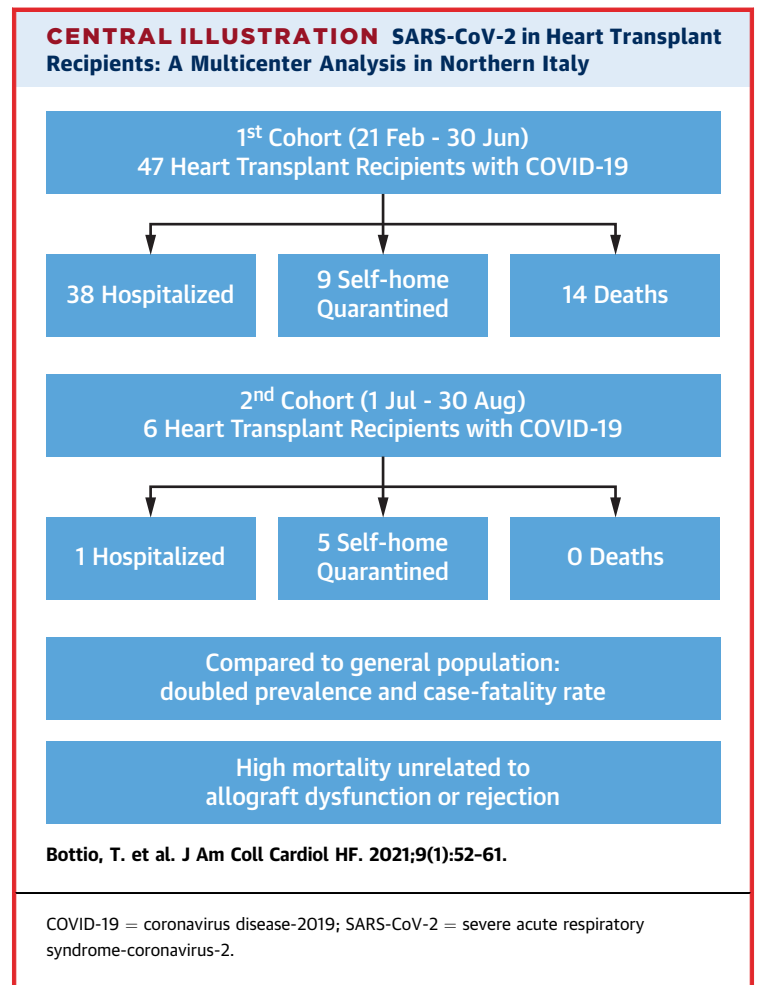 CENTRAL ILLUSTRATION SARS-CoV-2 in Heart Transplant
Recipients: A Multicenter Analysis in Northern Italy
1st Cohort (21 Feb - 30 Jun)
47 Heart Transplant Recipients with COVID-19
38 Hospitalized
9 Self-home
Quarantined
14 Deaths
2nd Cohort (1 Jul - 30 Aug)
6 Heart Transplant Recipients with COVID-19
1 Hospitalized
5 Self-home
Quarantined
0 Deaths
Compared to general population:
doubled prevalence and case-fatality rate
High mortality unrelated to
allograft dysfunction or rejection
Bottio, T. et al. J Am Coll Cardiol HF. 2021;9(1):52-61.
COVID-19 = coronavirus disease-2019; SARS-CoV-2 = severe acute respiratory
syndrome-coronavirus-2.